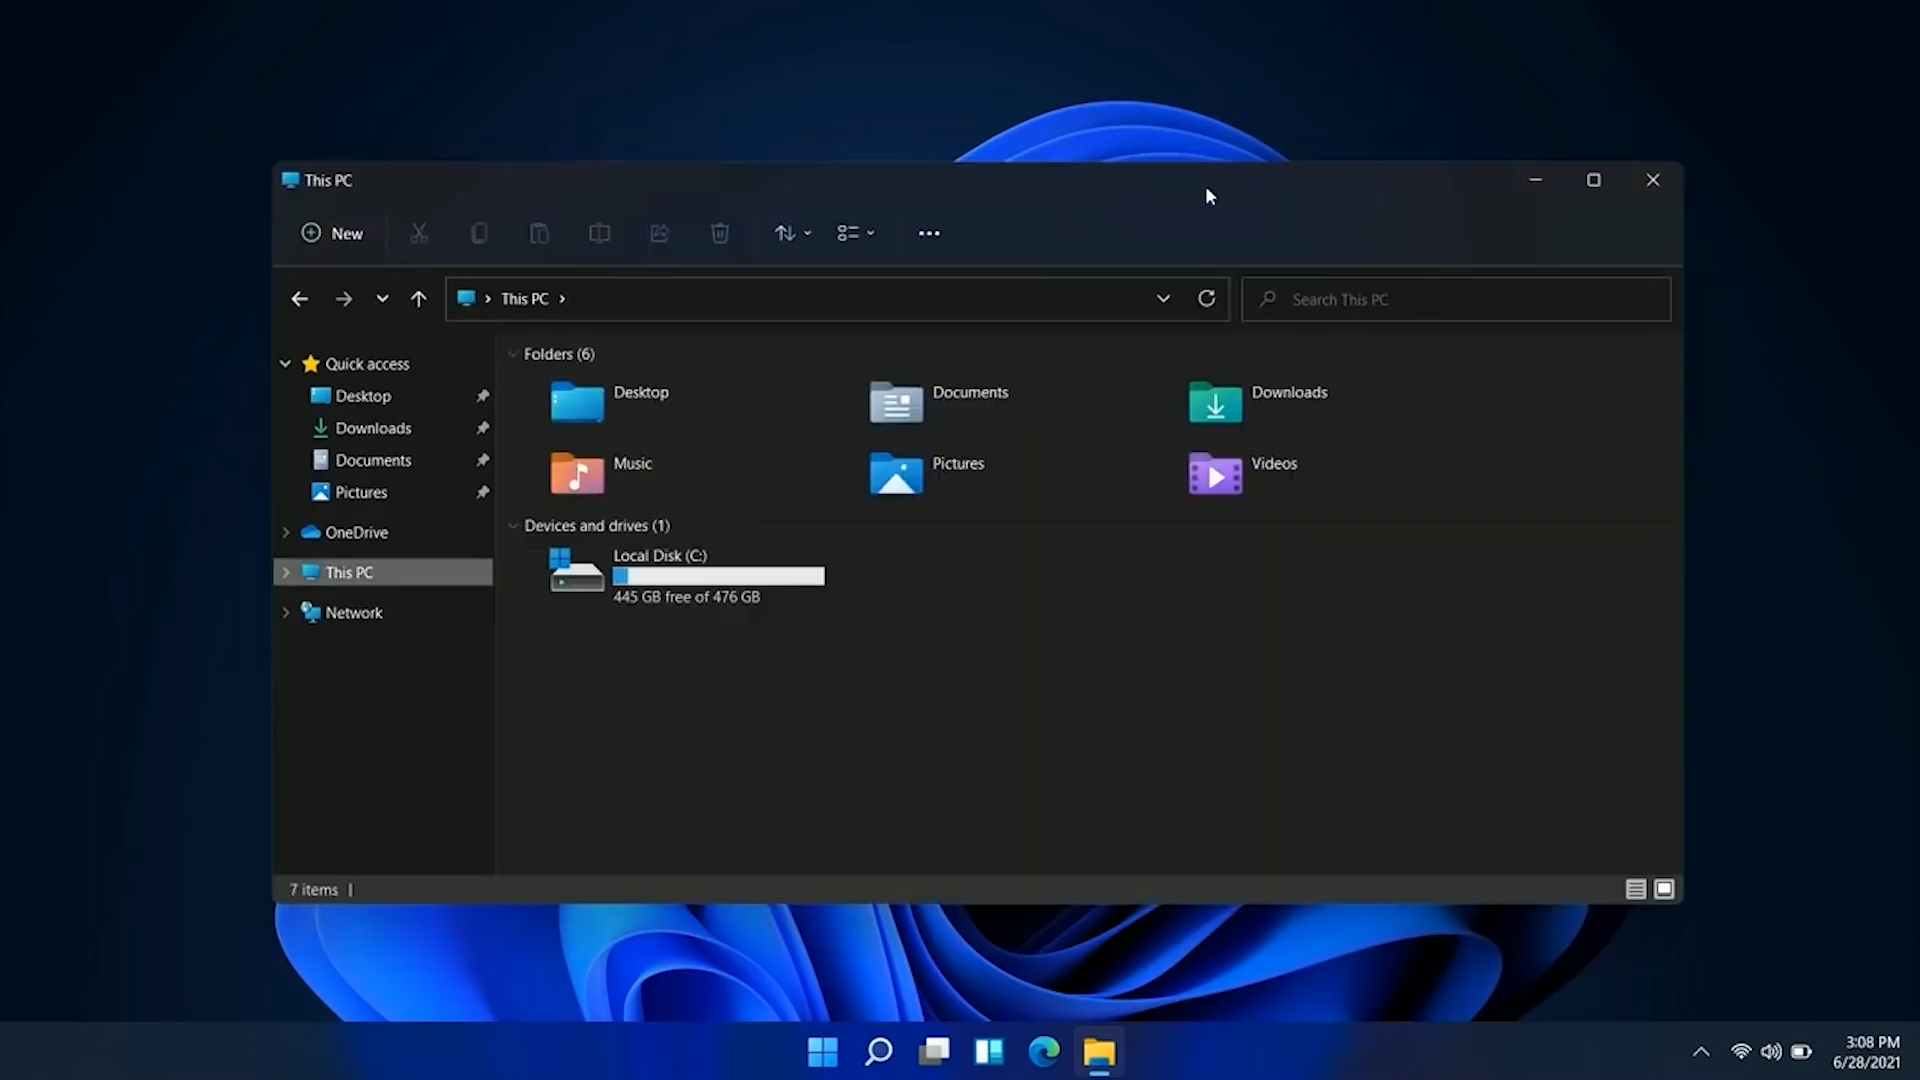 This PC
New
This PC
Search This PC
Quick access
Desktop
Downloads
Documents
Pictures
OneDrive
This PC
Network
Folders (6)
Desktop
Documents
Downloads
Music
Pictures
Videos
Devices and drives (1)
Local Disk (C:)
445 GB free of 476 GB
7 items
3:08 PM
6/28/2021